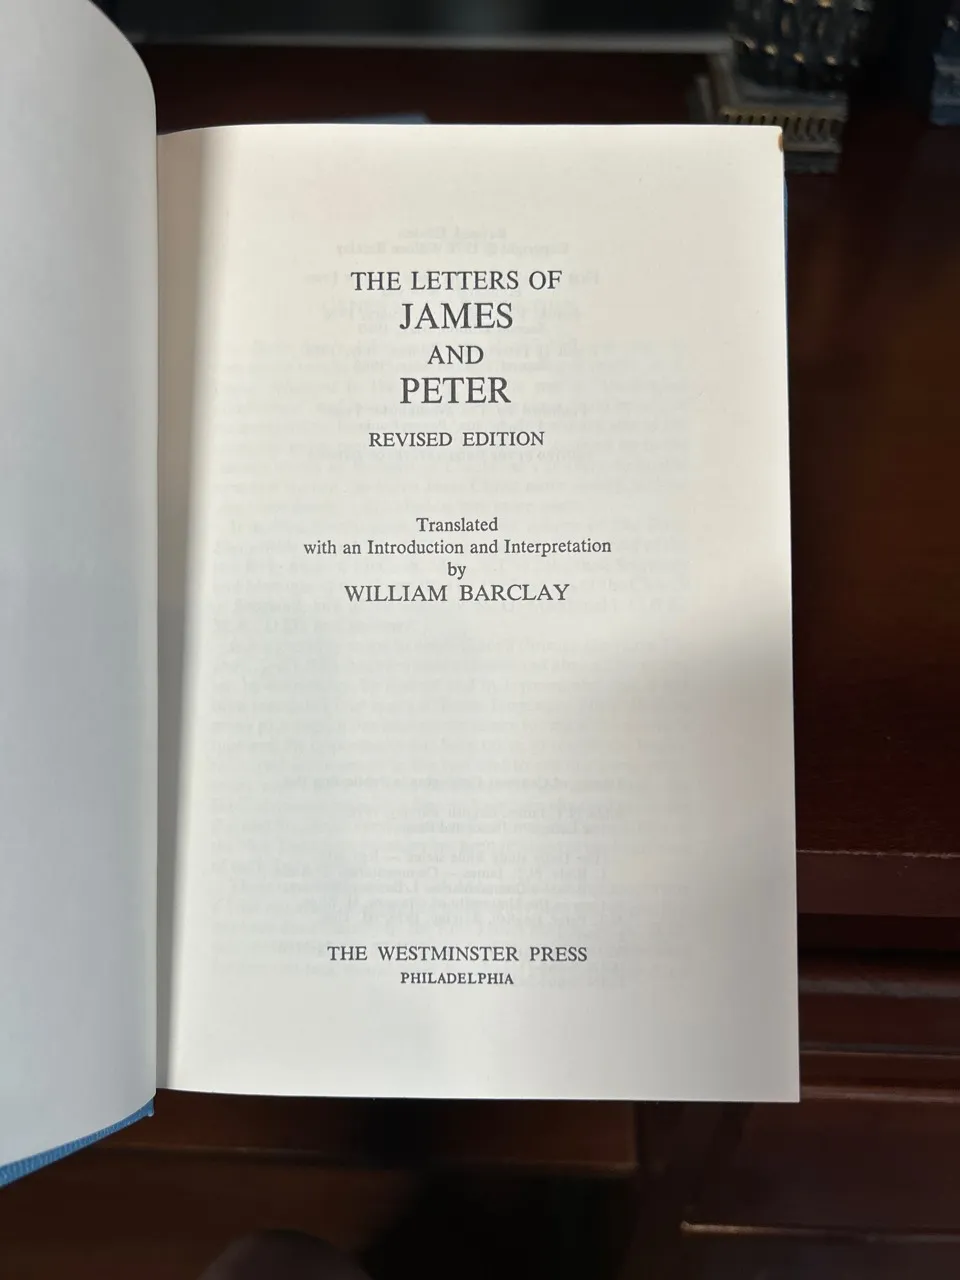 THE LETTERS OF
JAMES
AND
PETER
REVISED EDITION
Translated
with an Introduction and Interpretation
by
WILLIAM BARCLAY
THE WESTMINSTER PRESS
PHILADELPHIA